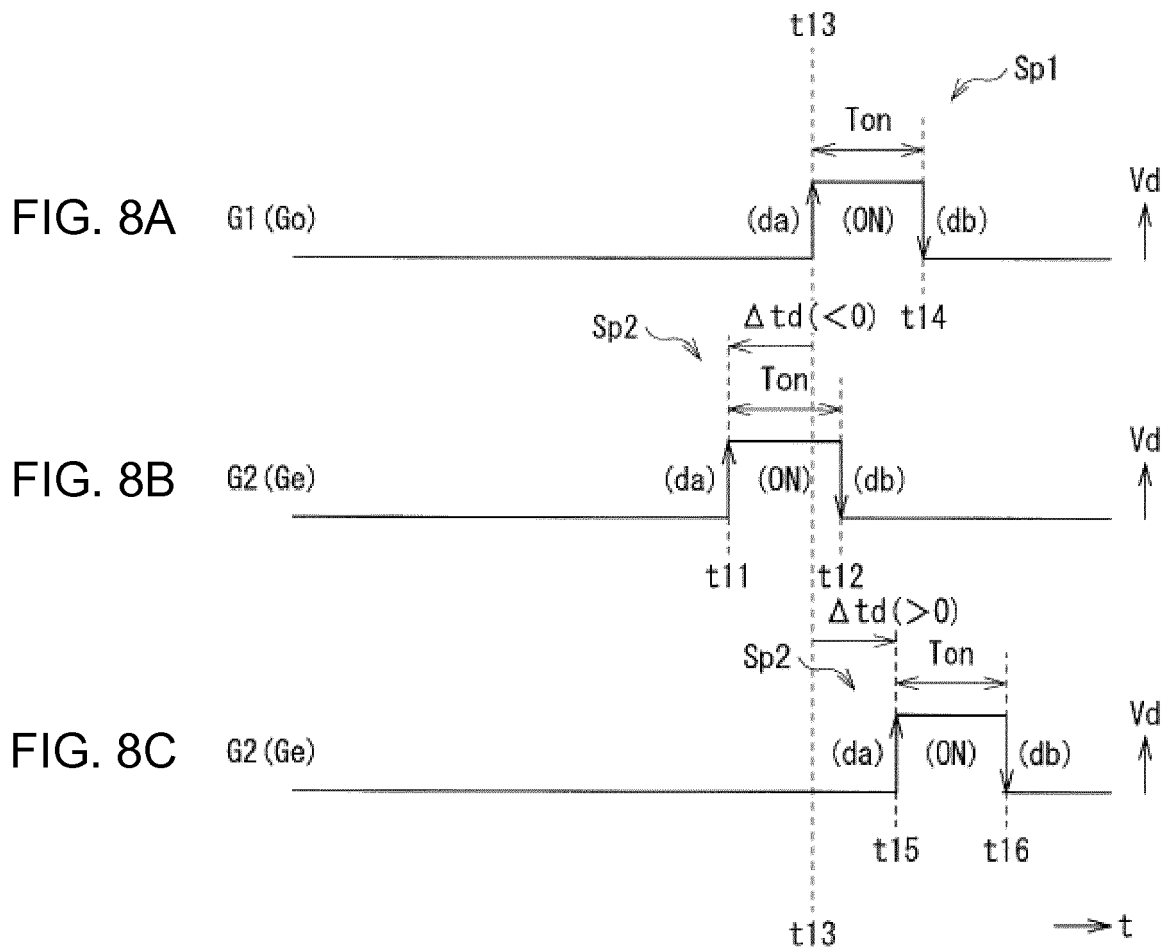 t13
Sp1
Ton
FIG. 8A G1(Go) (da) (ON) (db) Vd
Δtd(<0) t14
Sp2
Ton
FIG. 8B G2(Ge) (da) (ON) (db) Vd
t11 t12
Δtd(>0)
Sp2 Ton
FIG. 8C G2(Ge) (da) (ON) (db) Vd
t15 t16
t13 t